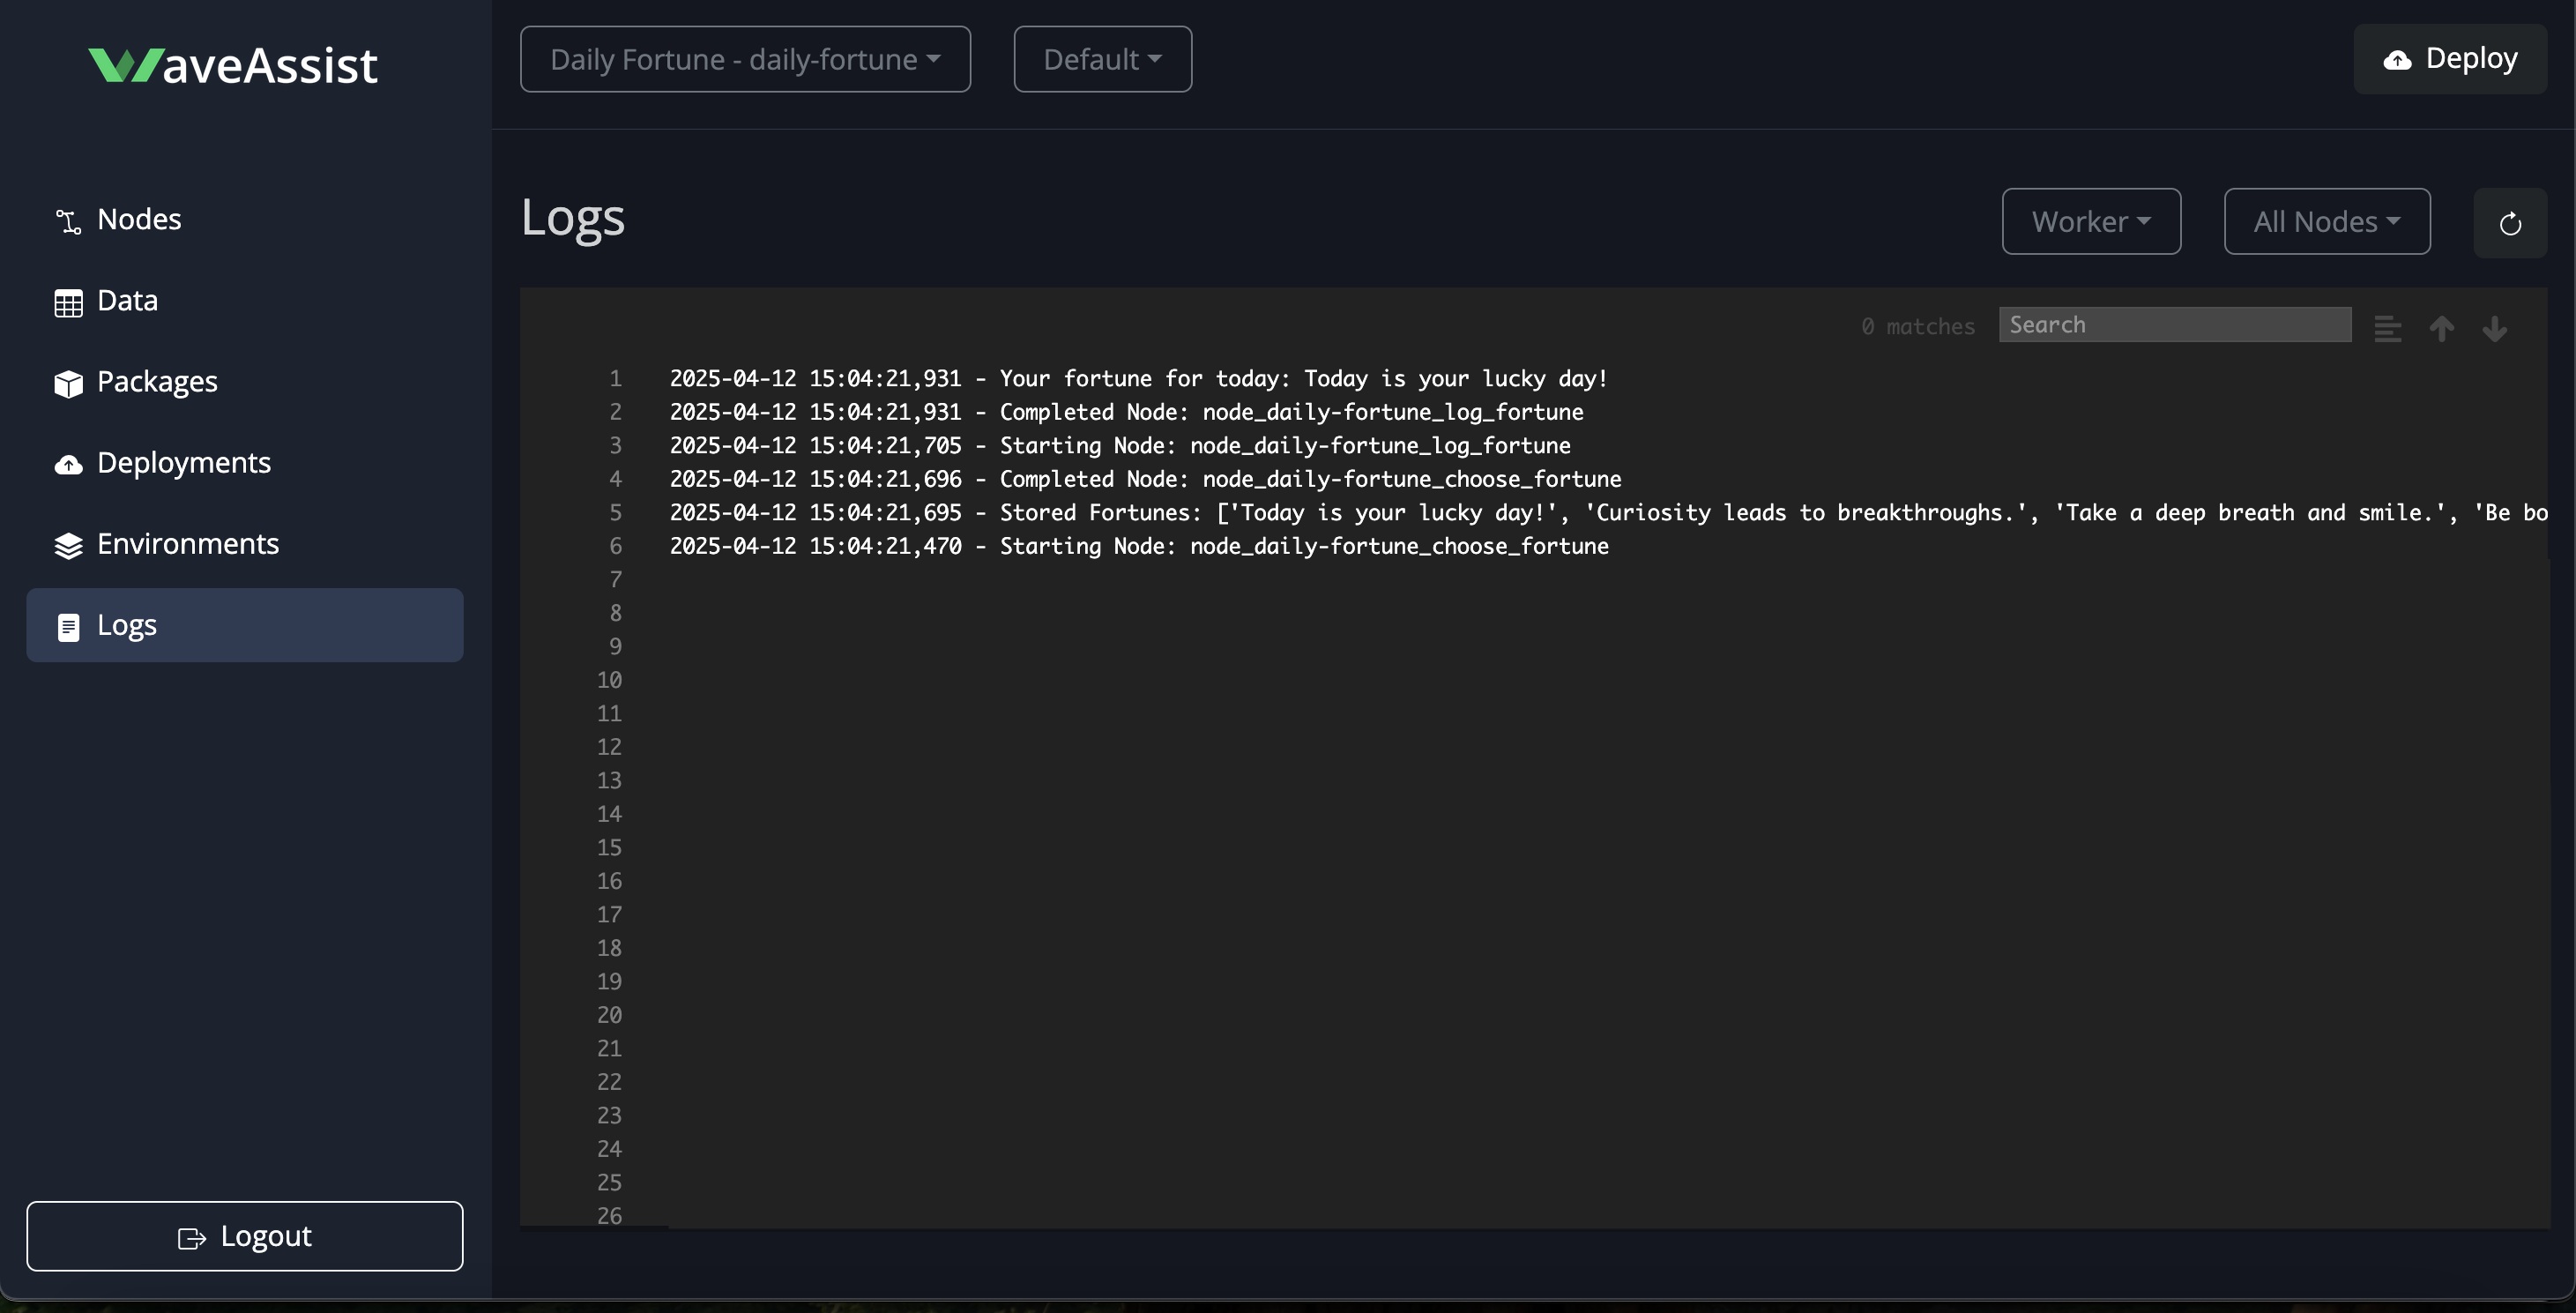 WaveAssist
Daily Fortune - daily-fortune
Default
Deploy
Nodes
Data
Packages
Deployments
Environments
Logs
Logout
Logs
Worker
All Nodes
0 matches
Search
1 2025-04-12 15:04:21,931 - Your fortune for today: Today is your lucky day!
2 2025-04-12 15:04:21,931 - Completed Node: node_daily-fortune_log_fortune
3 2025-04-12 15:04:21,705 - Starting Node: node_daily-fortune_log_fortune
4 2025-04-12 15:04:21,696 - Completed Node: node_daily-fortune_choose_fortune
5 2025-04-12 15:04:21,695 - Stored Fortunes: ['Today is your lucky day!', 'Curiosity leads to breakthroughs.', 'Take a deep breath and smile.', 'Be bo
6 2025-04-12 15:04:21,470 - Starting Node: node_daily-fortune_choose_fortune
7
8
9
10
11
12
13
14
15
16
17
18
19
20
21
22
23
24
25
26